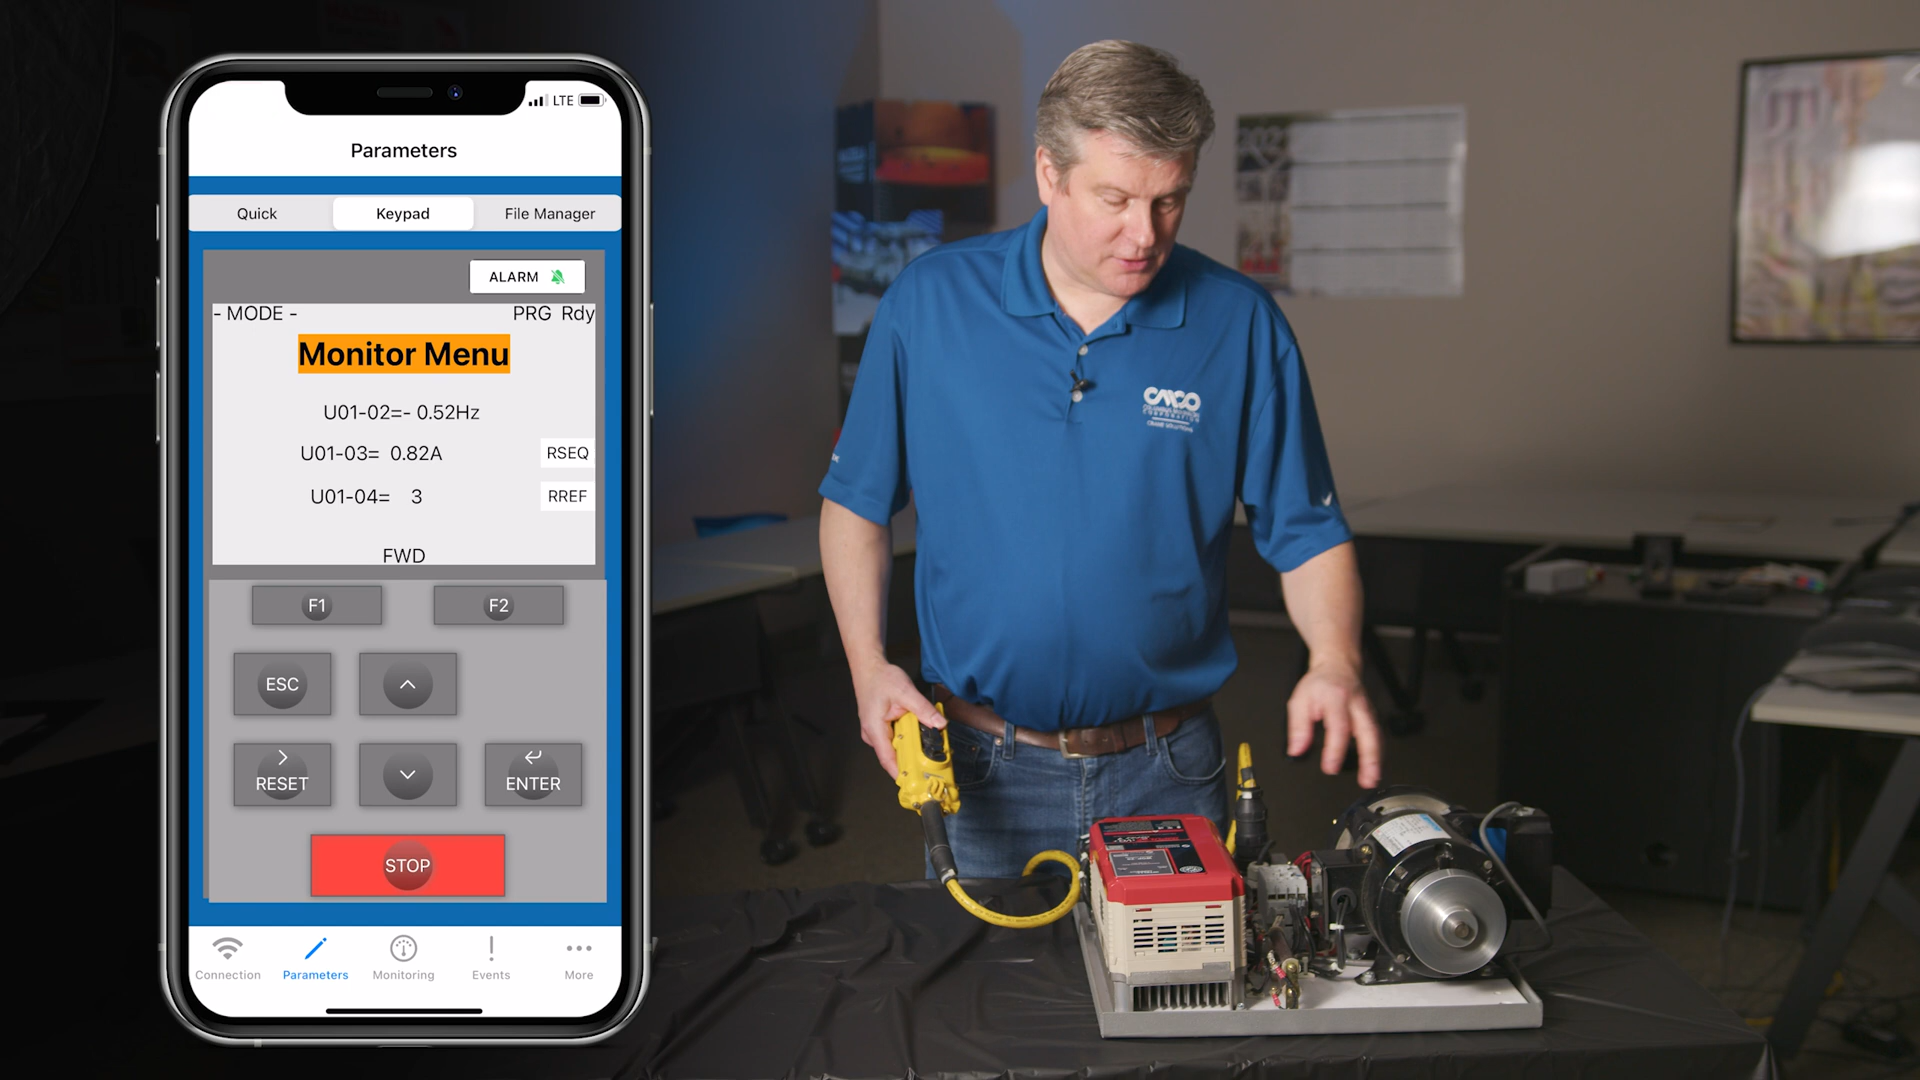 LTE
Parameters
Quick
Keypad
File Manager
ALARM
- MODE -
PRG Rdy
Monitor Menu
U01-02=- 0.52Hz
U01-03= 0.82A
RSEQ
U01-04= 3
RREF
FWD
F1
F2
ESC
RESET
ENTER
STOP
Connection
Parameters
Monitoring
Events
More
CMCO